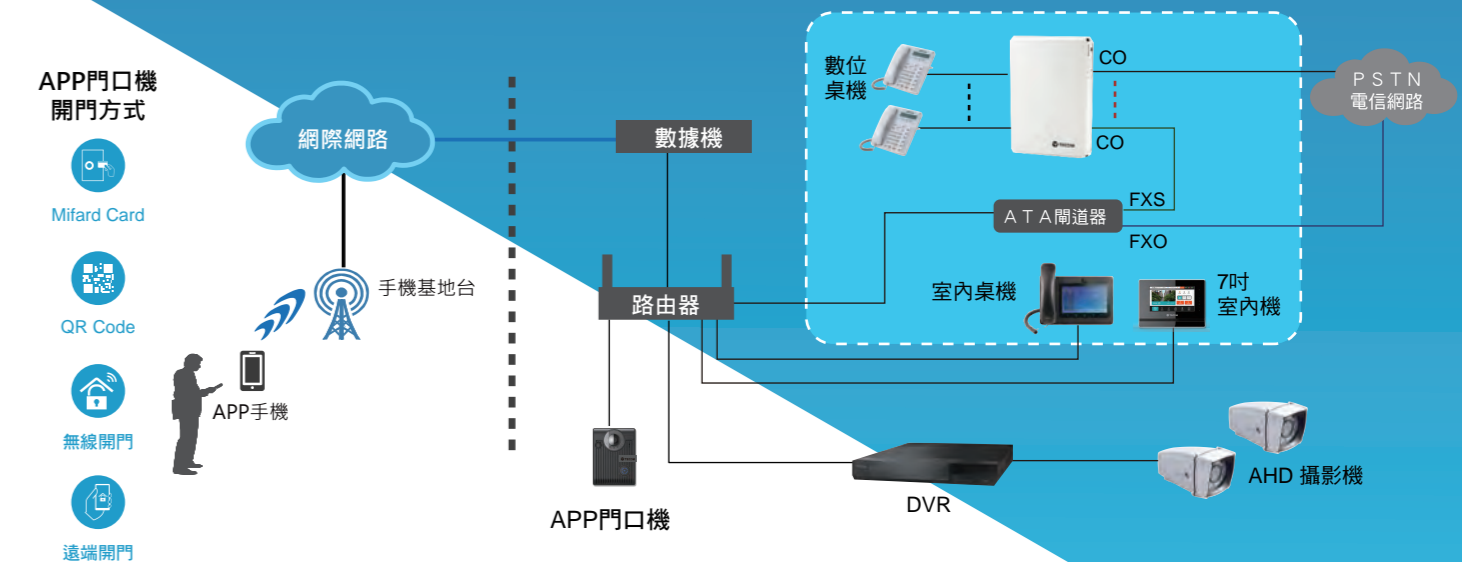 APP門口機
開門方式
Mifard Card
QR Code
無線開門
遠端開門
網際網路
手機基地台
APP手機
數據機
路由器
APP門口機
DVR
AHD 攝影機
數位
桌機
CO
CO
PSTN
電信網路
ATA閘道器
FXS
FXO
室內桌機
7吋
室內機